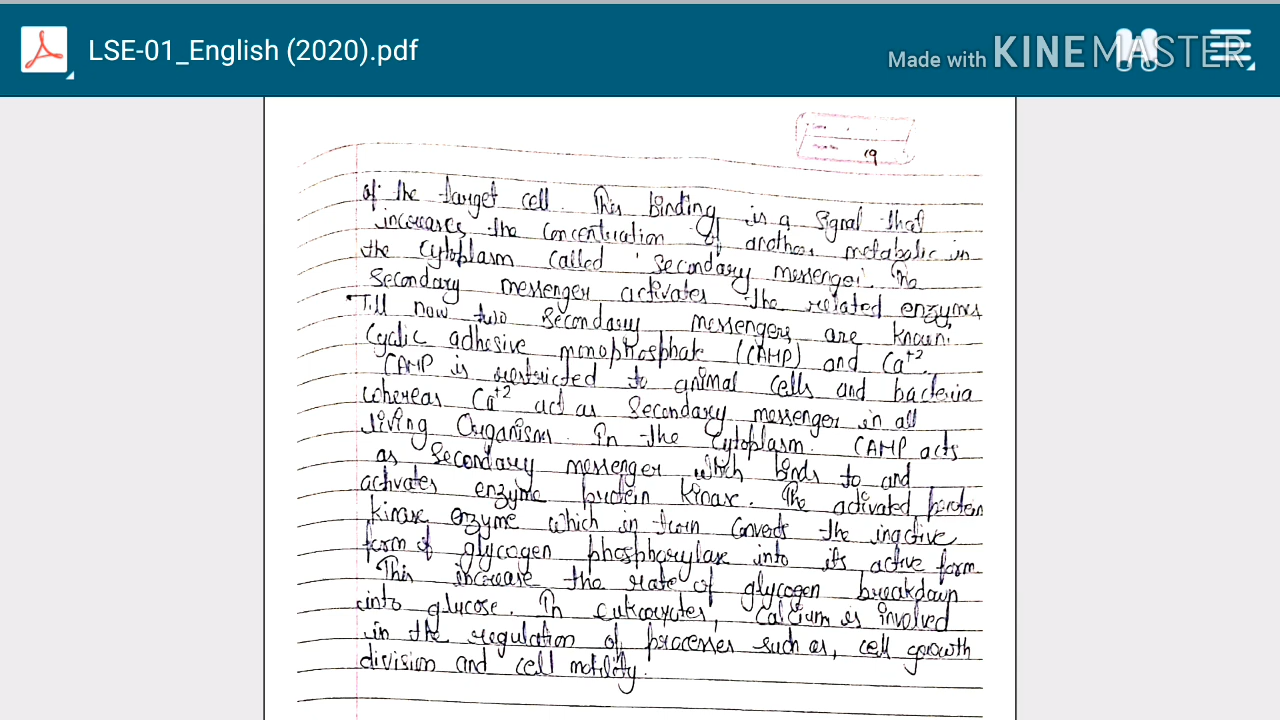 LSE-01_English (2020).pdf
Made with KINEMASTER
19
of the target cell. This binding is a signal that
increases the concentration of another metabolic in
the cytoplasm called 'secondary messenger. The
secondary messenger activates the related enzymes
Till now two secondary messengers are known.
Cyclic adhesive monophosphate (CAMP) and Ca+2.
CAMP is restricted to animal cells and bacteria
whereas Ca+2 act as secondary messenger in all
living Organisms. In the cytoplasm. CAMP acts
as secondary messenger which binds to and
activates enzyme protein kinase. The activated protein
kinase enzyme which in turn converts the inactive
form of glycogen phosphorylase into its active form
This increase the rate of glycogen breakdown
into glucose. In eukaryotes, calcium is involved
in the regulation of processes such as, cell growth
division and cell motility.